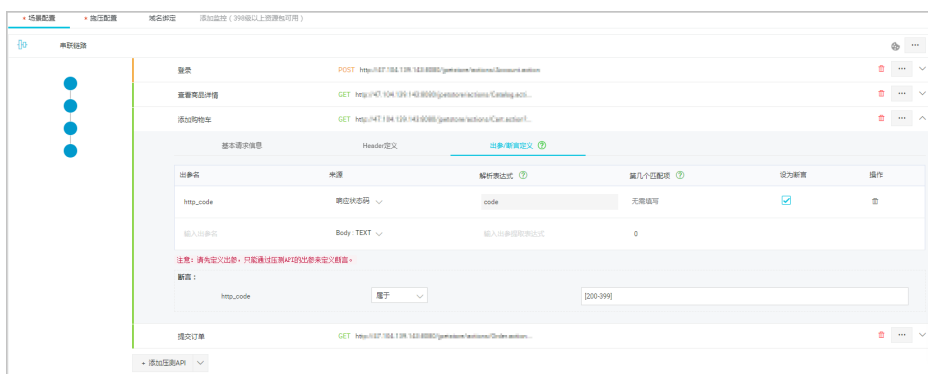 * 场景配置 * 施压配置 域名绑定 添加监控（398级以上资源包可用）
串联链路 ...
登录 POST ...
查看商品详情 GET ...
添加购物车 GET ...
基本请求信息 Header定义 出参/断言定义 ?
出参名 来源 解析表达式 ? 第几个匹配项 ? 设为断言 操作
http_code 响应状态码 code 无需填写
输入出参名 Body : TEXT 输入出参提取表达式 0
注意：请先定义出参，只能通过压测API的出参来定义断言。
断言：
http_code 属于 [200-399]
提交订单 GET ...
+ 添加压测API